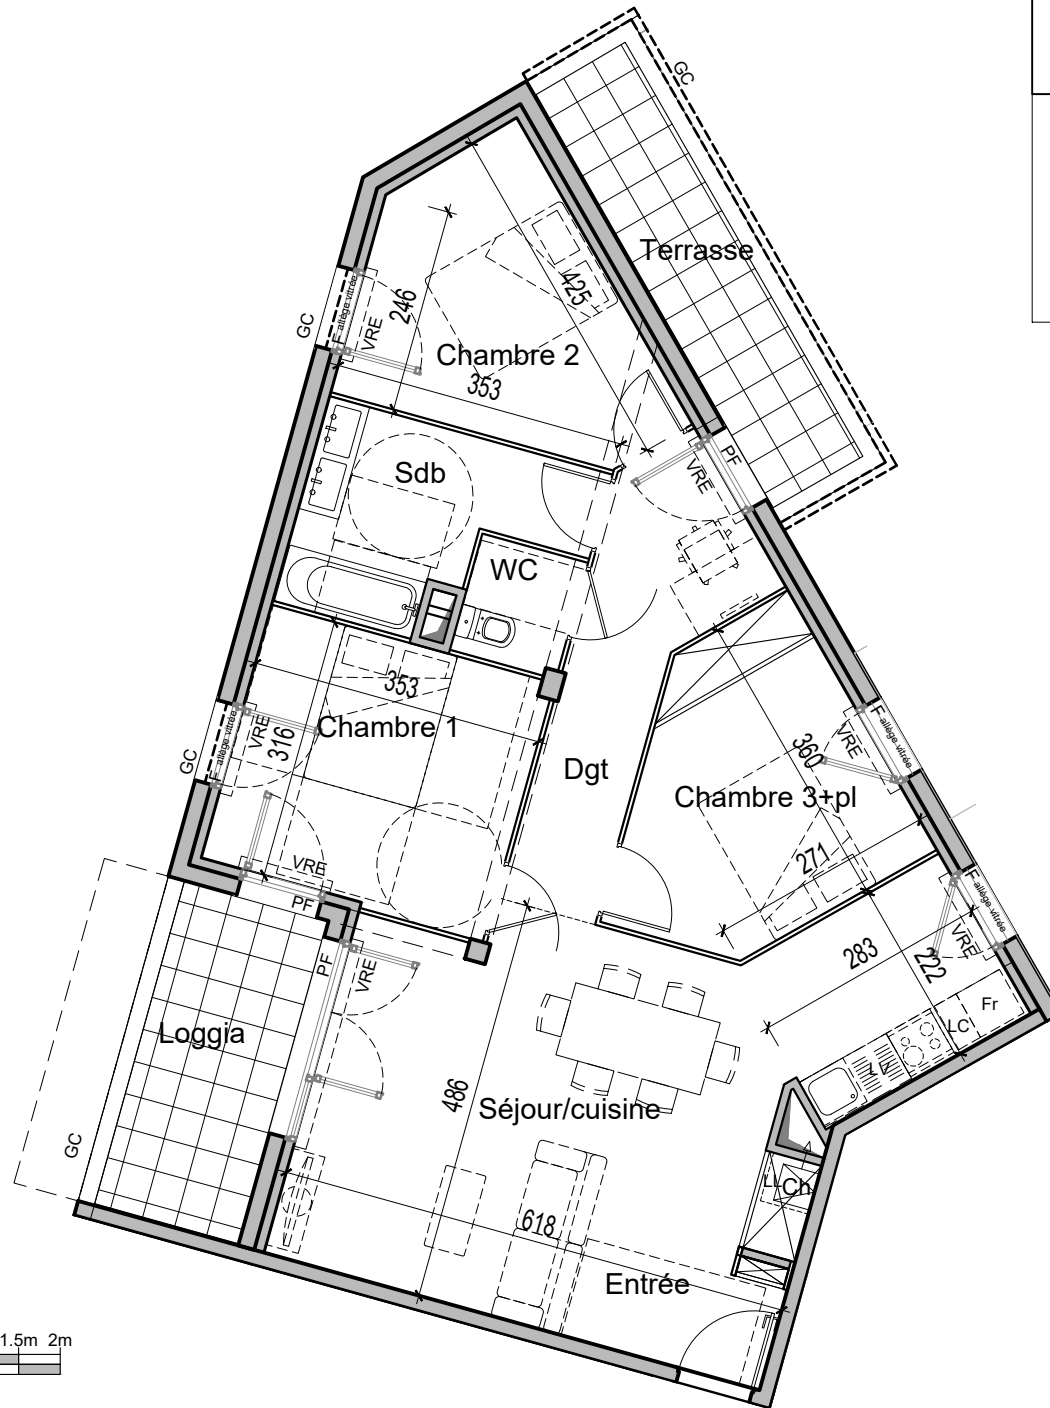 GC
Terrasse
425
246
GC
F allège vitrée
VRE
Chambre 2
353
PF
VRE
Sdb
WC
353
Chambre 1
316
VRE
F allège vitrée
GC
Dgt
360
VRE
F allège vitrée
Chambre 3+pl
271
VRE
PF
F allège vitrée
VRE
283
222
PF
VRE
Fr
LC
LV
Loggia
486
Séjour/cuisine
GC
LL
Ch
618
Entrée
1.5m 2m